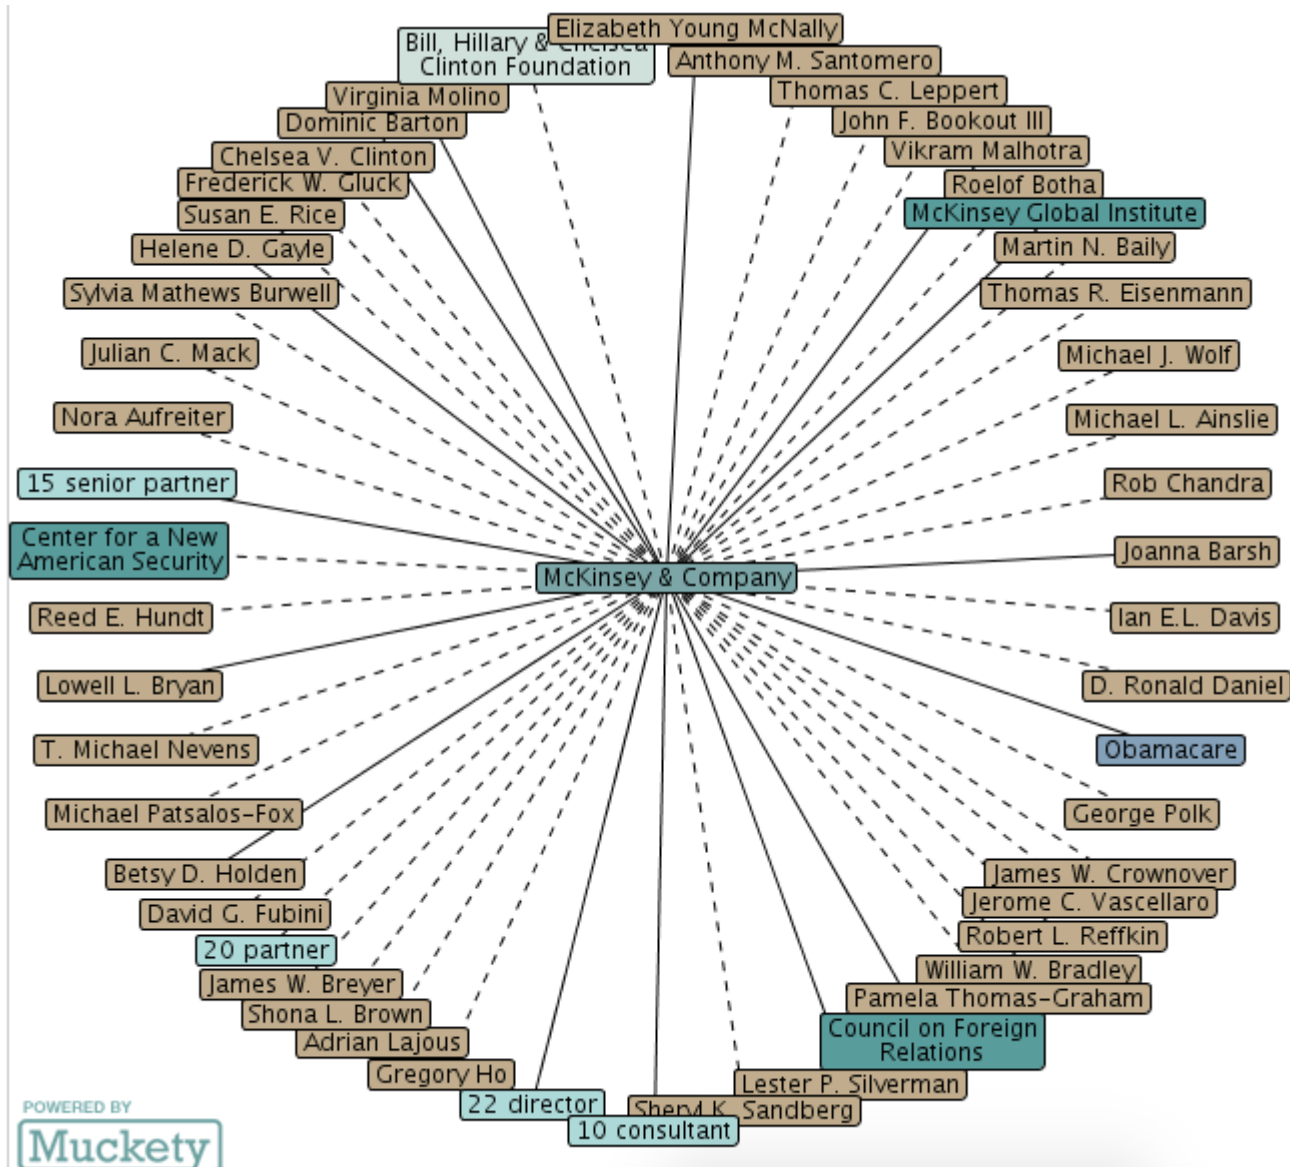 Elizabeth Young McNally
Bill, Hillary & Chelsea
Clinton Foundation
Anthony M. Santomero
Virginia Molino
Thomas C. Leppert
Dominic Barton
John F. Bookout III
Chelsea V. Clinton
Vikram Malhotra
Frederick W. Gluck
Roelof Botha
Susan E. Rice
McKinsey Global Institute
Helene D. Gayle
Martin N. Baily
Sylvia Mathews Burwell
Thomas R. Eisenmann
Julian C. Mack
Michael J. Wolf
Nora Aufreiter
Michael L. Ainslie
15 senior partner
Rob Chandra
Center for a New
American Security
Joanna Barsh
McKinsey & Company
Reed E. Hundt
Ian E.L. Davis
Lowell L. Bryan
D. Ronald Daniel
T. Michael Nevens
Obamacare
Michael Patsalos-Fox
George Polk
Betsy D. Holden
James W. Crownover
David G. Fubini
Jerome C. Vascellaro
20 partner
Robert L. Reffkin
James W. Breyer
William W. Bradley
Shona L. Brown
Pamela Thomas-Graham
Adrian Lajous
Council on Foreign
Relations
Gregory Ho
Lester P. Silverman
22 director
Sheryl K. Sandberg
10 consultant
POWERED BY
Muckety